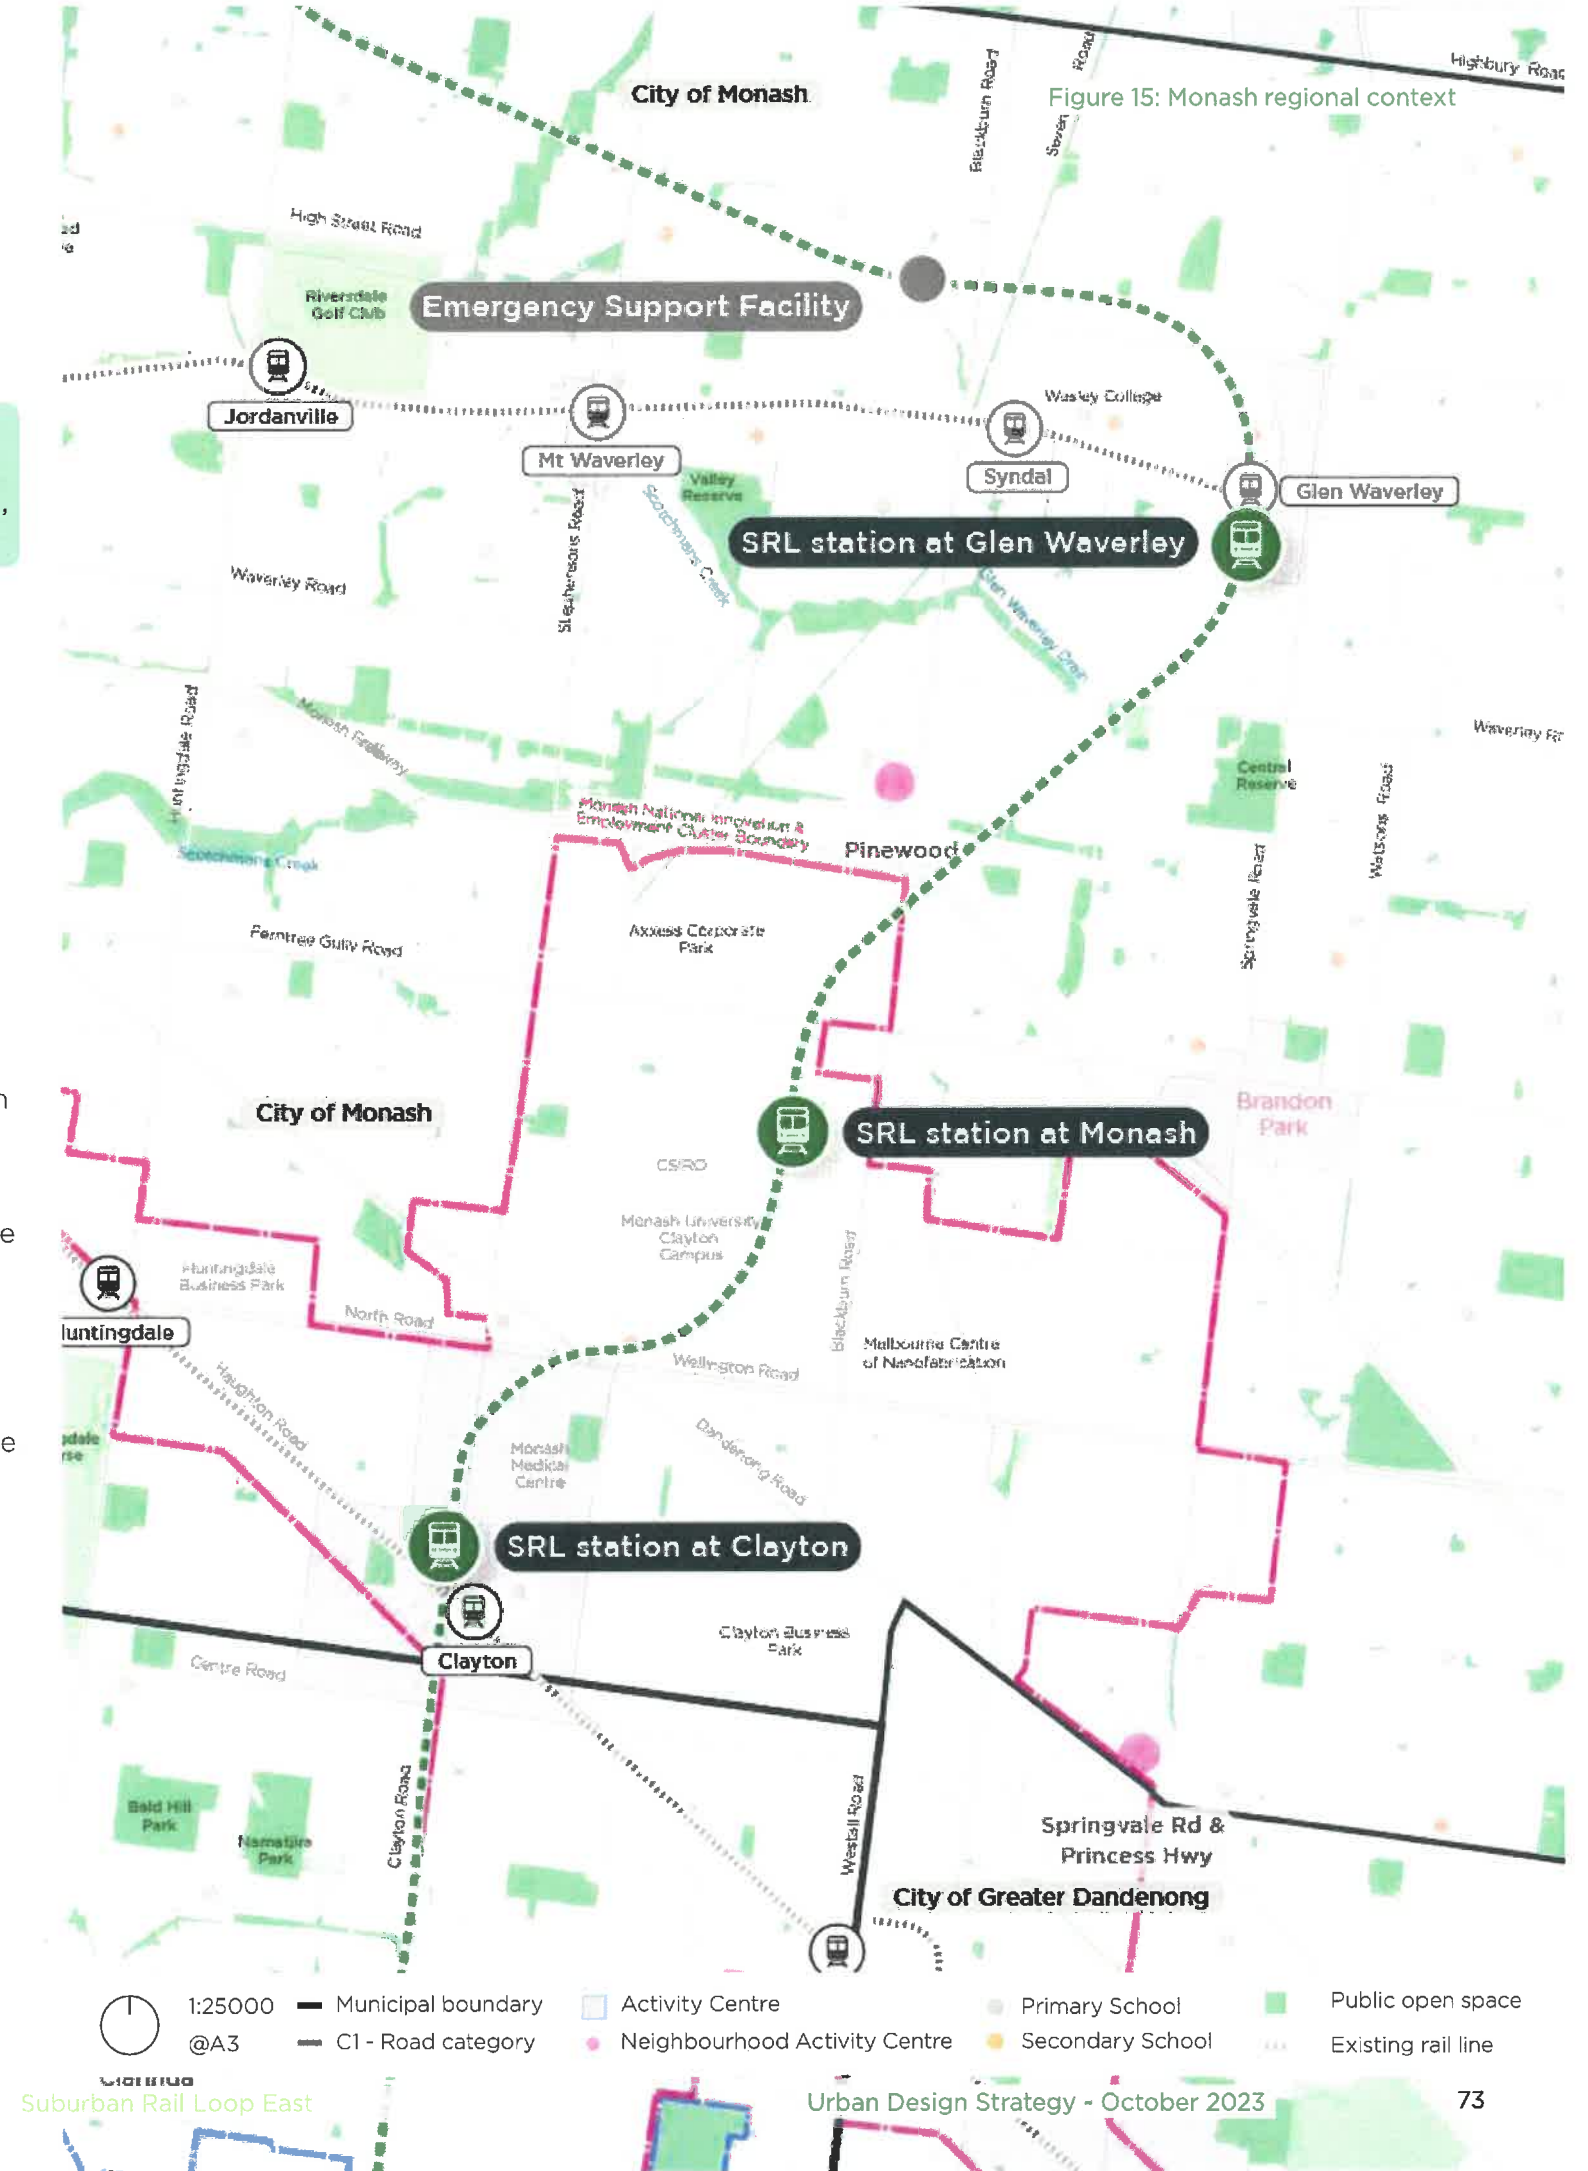 City of Monash
Blackburn Road
Road
Highbury Road
Figure 15: Monash regional context
High Street Road
Riversdale
Golf Club
Emergency Support Facility
Jordanville
Wesley College
Mt Waverley
Syndal
Glen Waverley
Valley
Reserve
SRL station at Glen Waverley
Stephensons Road
Scotchmans Creek
Waverley Road
Glen Waverley Drain
Huntingdale Road
Monash Freeway
Waverley
Central
Reserve
Watsons Road
Monash National Innovation &
Employment Cluster Boundary
Pinewood
Scotchmans Creek
Springvale Road
Ferntree Gully Road
Axxess Corporate
Park
City of Monash
SRL station at Monash
Brandon
Park
CSIRO
Monash University
Clayton
Campus
Blackburn Road
Huntingdale
Business Park
North Road
untingdale
Melbourne Centre
of Nanofabrication
Wellington Road
Haughton Road
Dandenong Road
Monash
Medical
Centre
SRL station at Clayton
Clayton Business
Park
Clayton
Centre Road
Clayton Road
Westall Road
Bald Hill
Park
Namatjira
Park
Springvale Rd &
Princess Hwy
City of Greater Dandenong
1:25000
@A3
Municipal boundary
C1 - Road category
Activity Centre
Neighbourhood Activity Centre
Primary School
Secondary School
Public open space
Existing rail line
Suburban Rail Loop East
Urban Design Strategy - October 2023
73